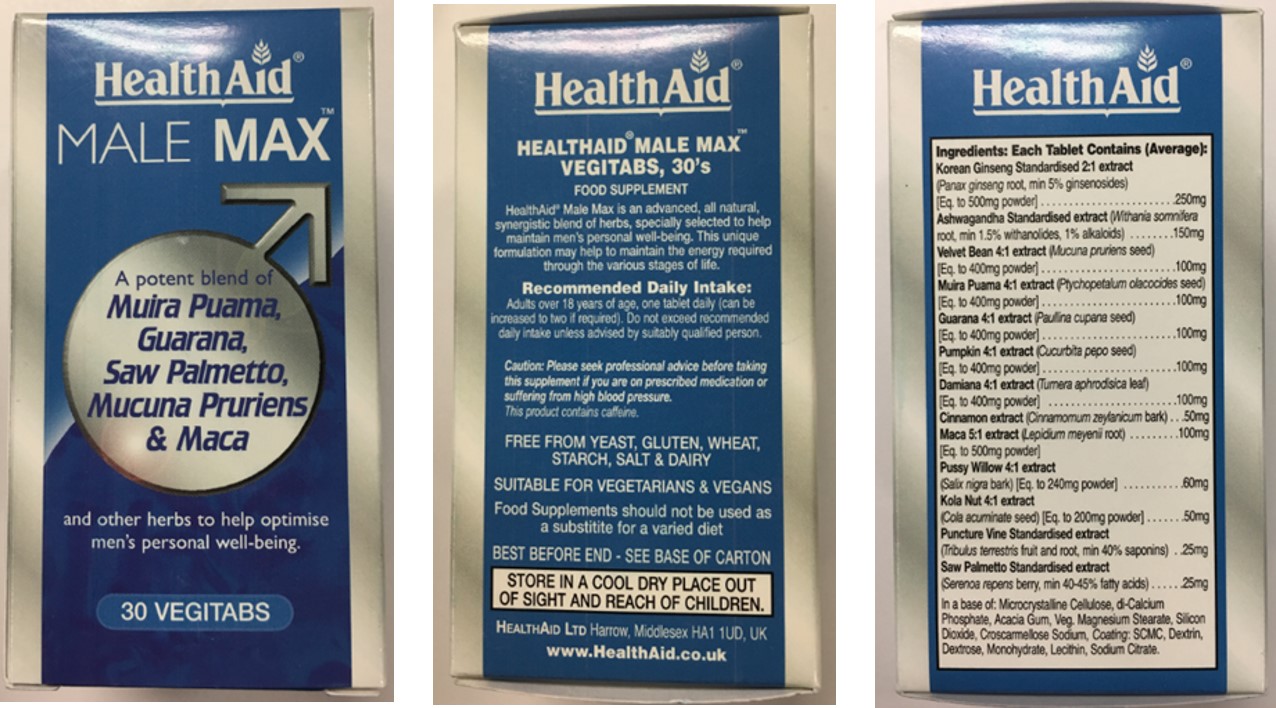 HealthAid®
MALE MAX™
A potent blend of
Muira Puama,
Guarana,
Saw Palmetto,
Mucuna Pruriens
& Maca
and other herbs to help optimise
men's personal well-being.
30 VEGITABS
HealthAid®
HEALTHAID® MALE MAX™
VEGITABS, 30's
FOOD SUPPLEMENT
HealthAid® Male Max is an advanced, all natural,
synergistic blend of herbs, specially selected to help
maintain men's personal well-being. This unique
formulation may help to maintain the energy required
through the various stages of life.
Recommended Daily Intake:
Adults over 18 years of age, one tablet daily (can be
increased to two if required). Do not exceed recommended
daily intake unless advised by suitably qualified person.
Caution: Please seek professional advice before taking
this supplement if you are on prescribed medication or
suffering from high blood pressure.
This product contains caffeine.
FREE FROM YEAST, GLUTEN, WHEAT,
STARCH, SALT & DAIRY
SUITABLE FOR VEGETARIANS & VEGANS
Food Supplements should not be used as
a substitite for a varied diet
BEST BEFORE END - SEE BASE OF CARTON
STORE IN A COOL DRY PLACE OUT
OF SIGHT AND REACH OF CHILDREN.
HEALTHAID LTD Harrow, Middlesex HA1 1UD, UK
www.HealthAid.co.uk
HealthAid®
Ingredients: Each Tablet Contains (Average):
Korean Ginseng Standardised 2:1 extract
(Panax ginseng root, min 5% ginsenosides)
[Eq. to 500mg powder] ........................250mg
Ashwagandha Standardised extract (Withania somnifera
root, min 1.5% withanolides, 1% alkaloids) ........150mg
Velvet Bean 4:1 extract (Mucuna pruriens seed)
[Eq. to 400mg powder] ........................100mg
Muira Puama 4:1 extract (Ptychopetalum olacocides seed)
[Eq. to 400mg powder] ........................100mg
Guarana 4:1 extract (Paullina cupana seed)
[Eq. to 400mg powder] ........................100mg
Pumpkin 4:1 extract (Cucurbita pepo seed)
[Eq. to 400mg powder] ........................100mg
Damiana 4:1 extract (Turnera aphrodisica leaf)
[Eq. to 400mg powder] ........................100mg
Cinnamon extract (Cinnamomum zeylanicum bark) ...50mg
Maca 5:1 extract (Lepidium meyenii root) .........100mg
[Eq. to 500mg powder]
Pussy Willow 4:1 extract
(Salix nigra bark) [Eq. to 240mg powder] ..........60mg
Kola Nut 4:1 extract
(Cola acuminate seed) [Eq. to 200mg powder] .......50mg
Puncture Vine Standardised extract
(Tribulus terrestris fruit and root, min 40% saponins) ..25mg
Saw Palmetto Standardised extract
(Serenoa repens berry, min 40-45% fatty acids) ......25mg
In a base of: Microcrystalline Cellulose, di-Calcium
Phosphate, Acacia Gum, Veg. Magnesium Stearate, Silicon
Dioxide, Croscarmellose Sodium, Coating: SCMC, Dextrin,
Dextrose, Monohydrate, Lecithin, Sodium Citrate.